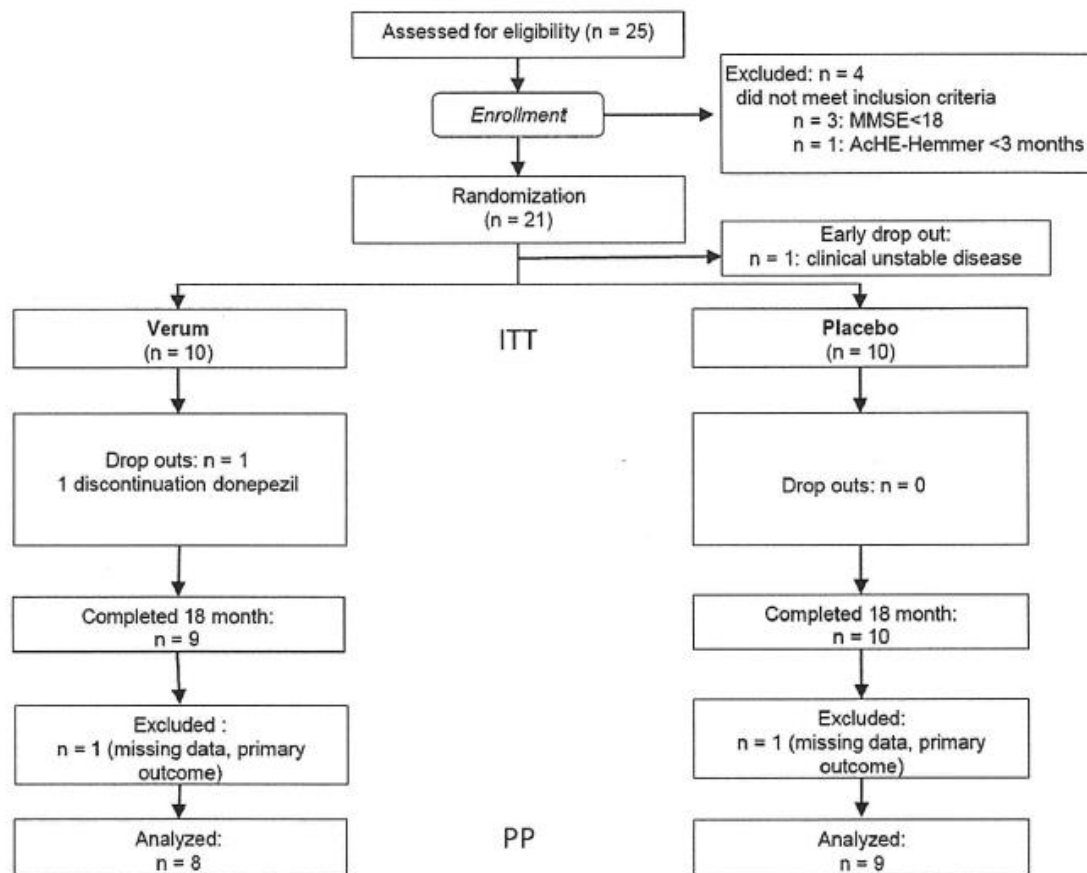 Assessed for eligibility (n = 25)
Enrollment
Excluded: n = 4
did not meet inclusion criteria
n = 3: MMSE<18
n = 1: AcHE-Hemmer <3 months
Randomization
(n = 21)
Early drop out:
n = 1: clinical unstable disease
Verum
(n = 10)
ITT
Placebo
(n = 10)
Drop outs: n = 1
1 discontinuation donepezil
Drop outs: n = 0
Completed 18 month:
n = 9
Completed 18 month:
n = 10
Excluded :
n = 1 (missing data, primary
outcome)
Excluded:
n = 1 (missing data, primary
outcome)
Analyzed:
n = 8
PP
Analyzed:
n = 9